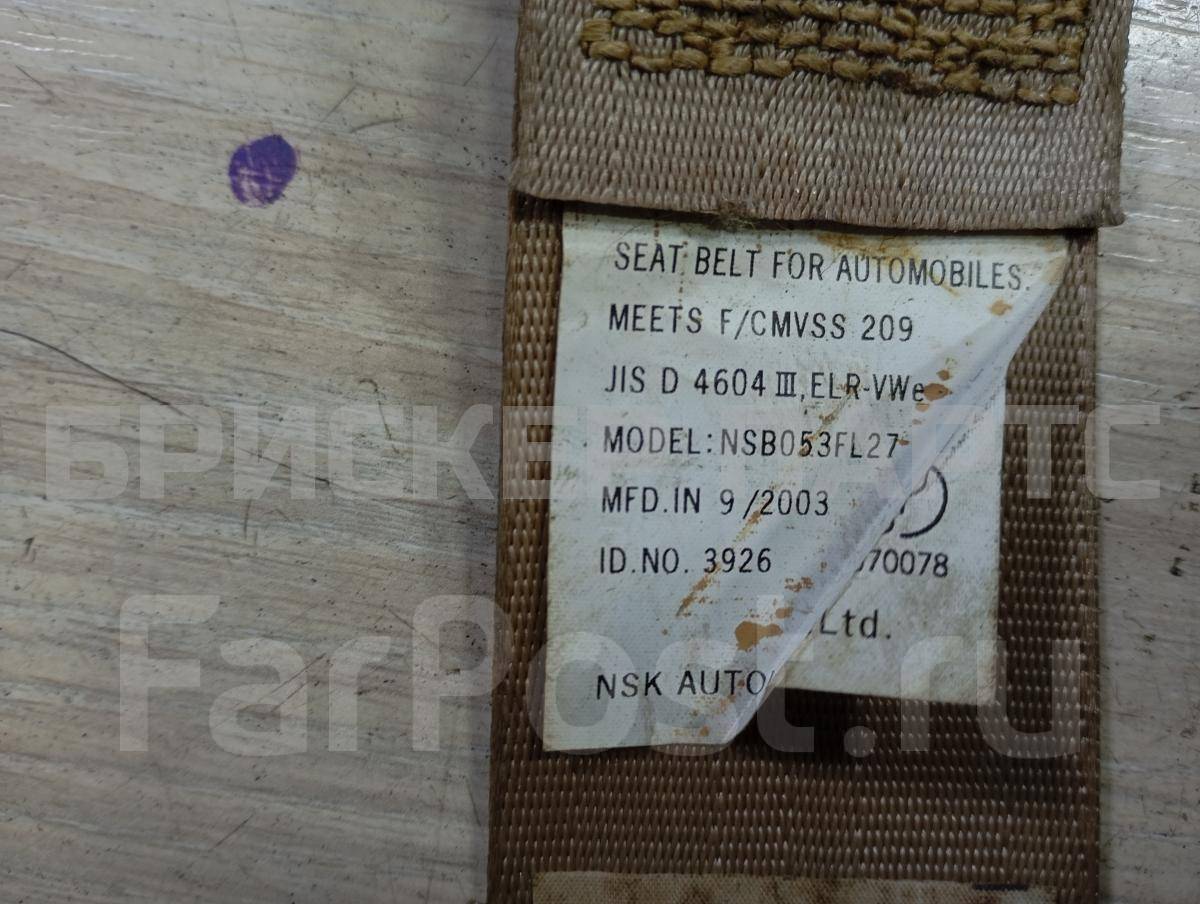 SEAT BELT FOR AUTOMOBILES.
MEETS F/CMVSS 209
JIS D 4604 III, ELR-VWe
MODEL: NSB053FL27
MFD.IN 9/2003
ID.NO. 3926 70078
Ltd.
NSK AUTO
БРИСКЕ
FarPost.ru